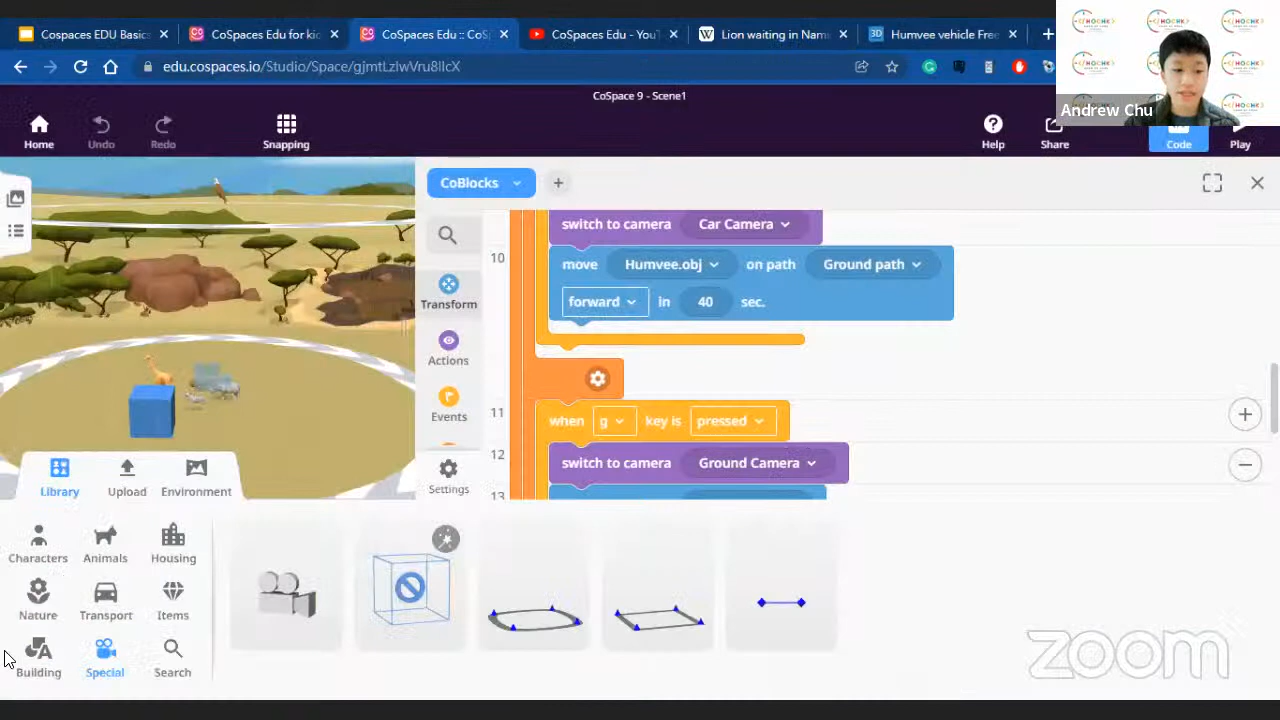 Cospaces EDU Basics
CoSpaces Edu for kid
CoSpaces Edu :: CoSp
CoSpaces Edu - YouT
Lion waiting in Nami
Humvee vehicle Free
edu.cospaces.io/Studio/Space/gjmtLzlwVru8IlcX
Andrew Chu
CoSpace 9 - Scene1
Home
Undo
Redo
Snapping
Help
Share
Code
Play
CoBlocks
switch to camera Car Camera
10
move Humvee.obj on path Ground path
forward in 40 sec.
Transform
Actions
Events
Settings
11
when g key is pressed
12
switch to camera Ground Camera
13
Library
Upload
Environment
Characters
Animals
Housing
Nature
Transport
Items
Building
Special
Search
zoom